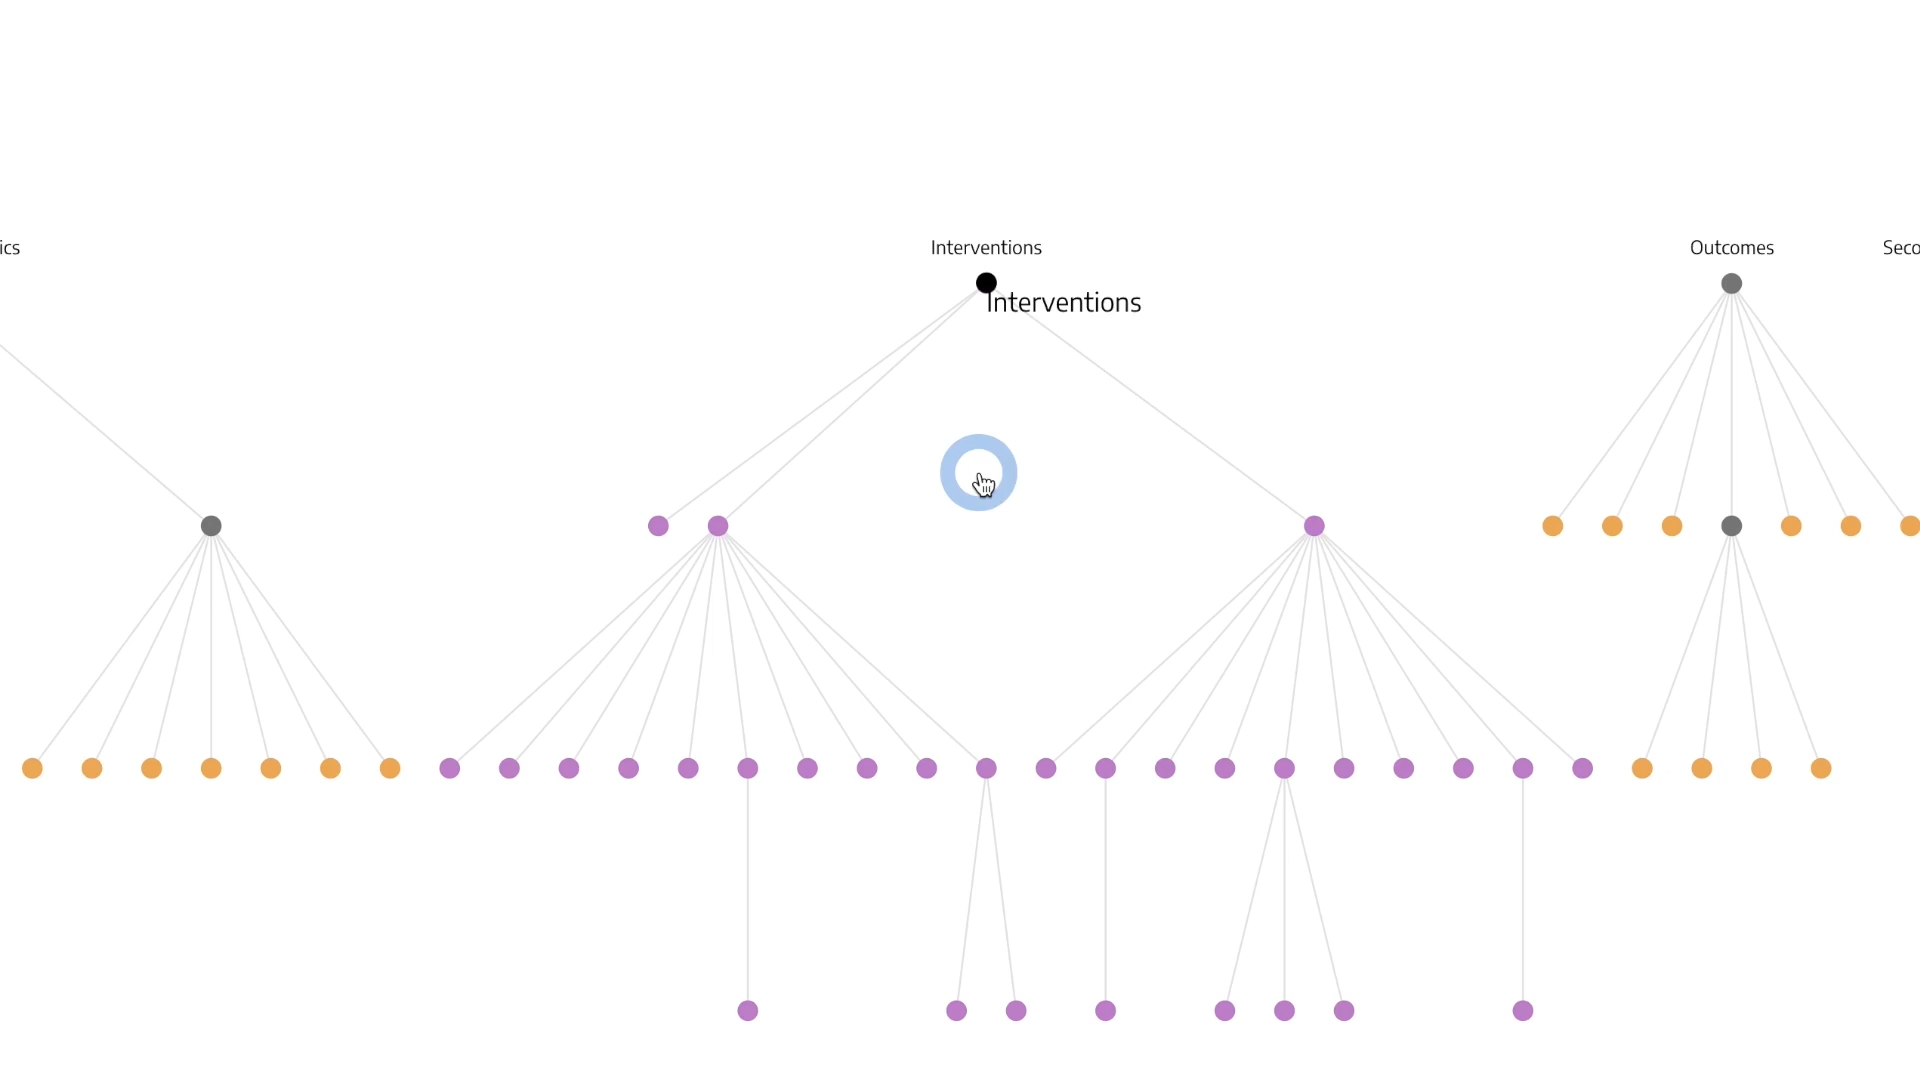 ics
Interventions
Outcomes
Seco
Interventions